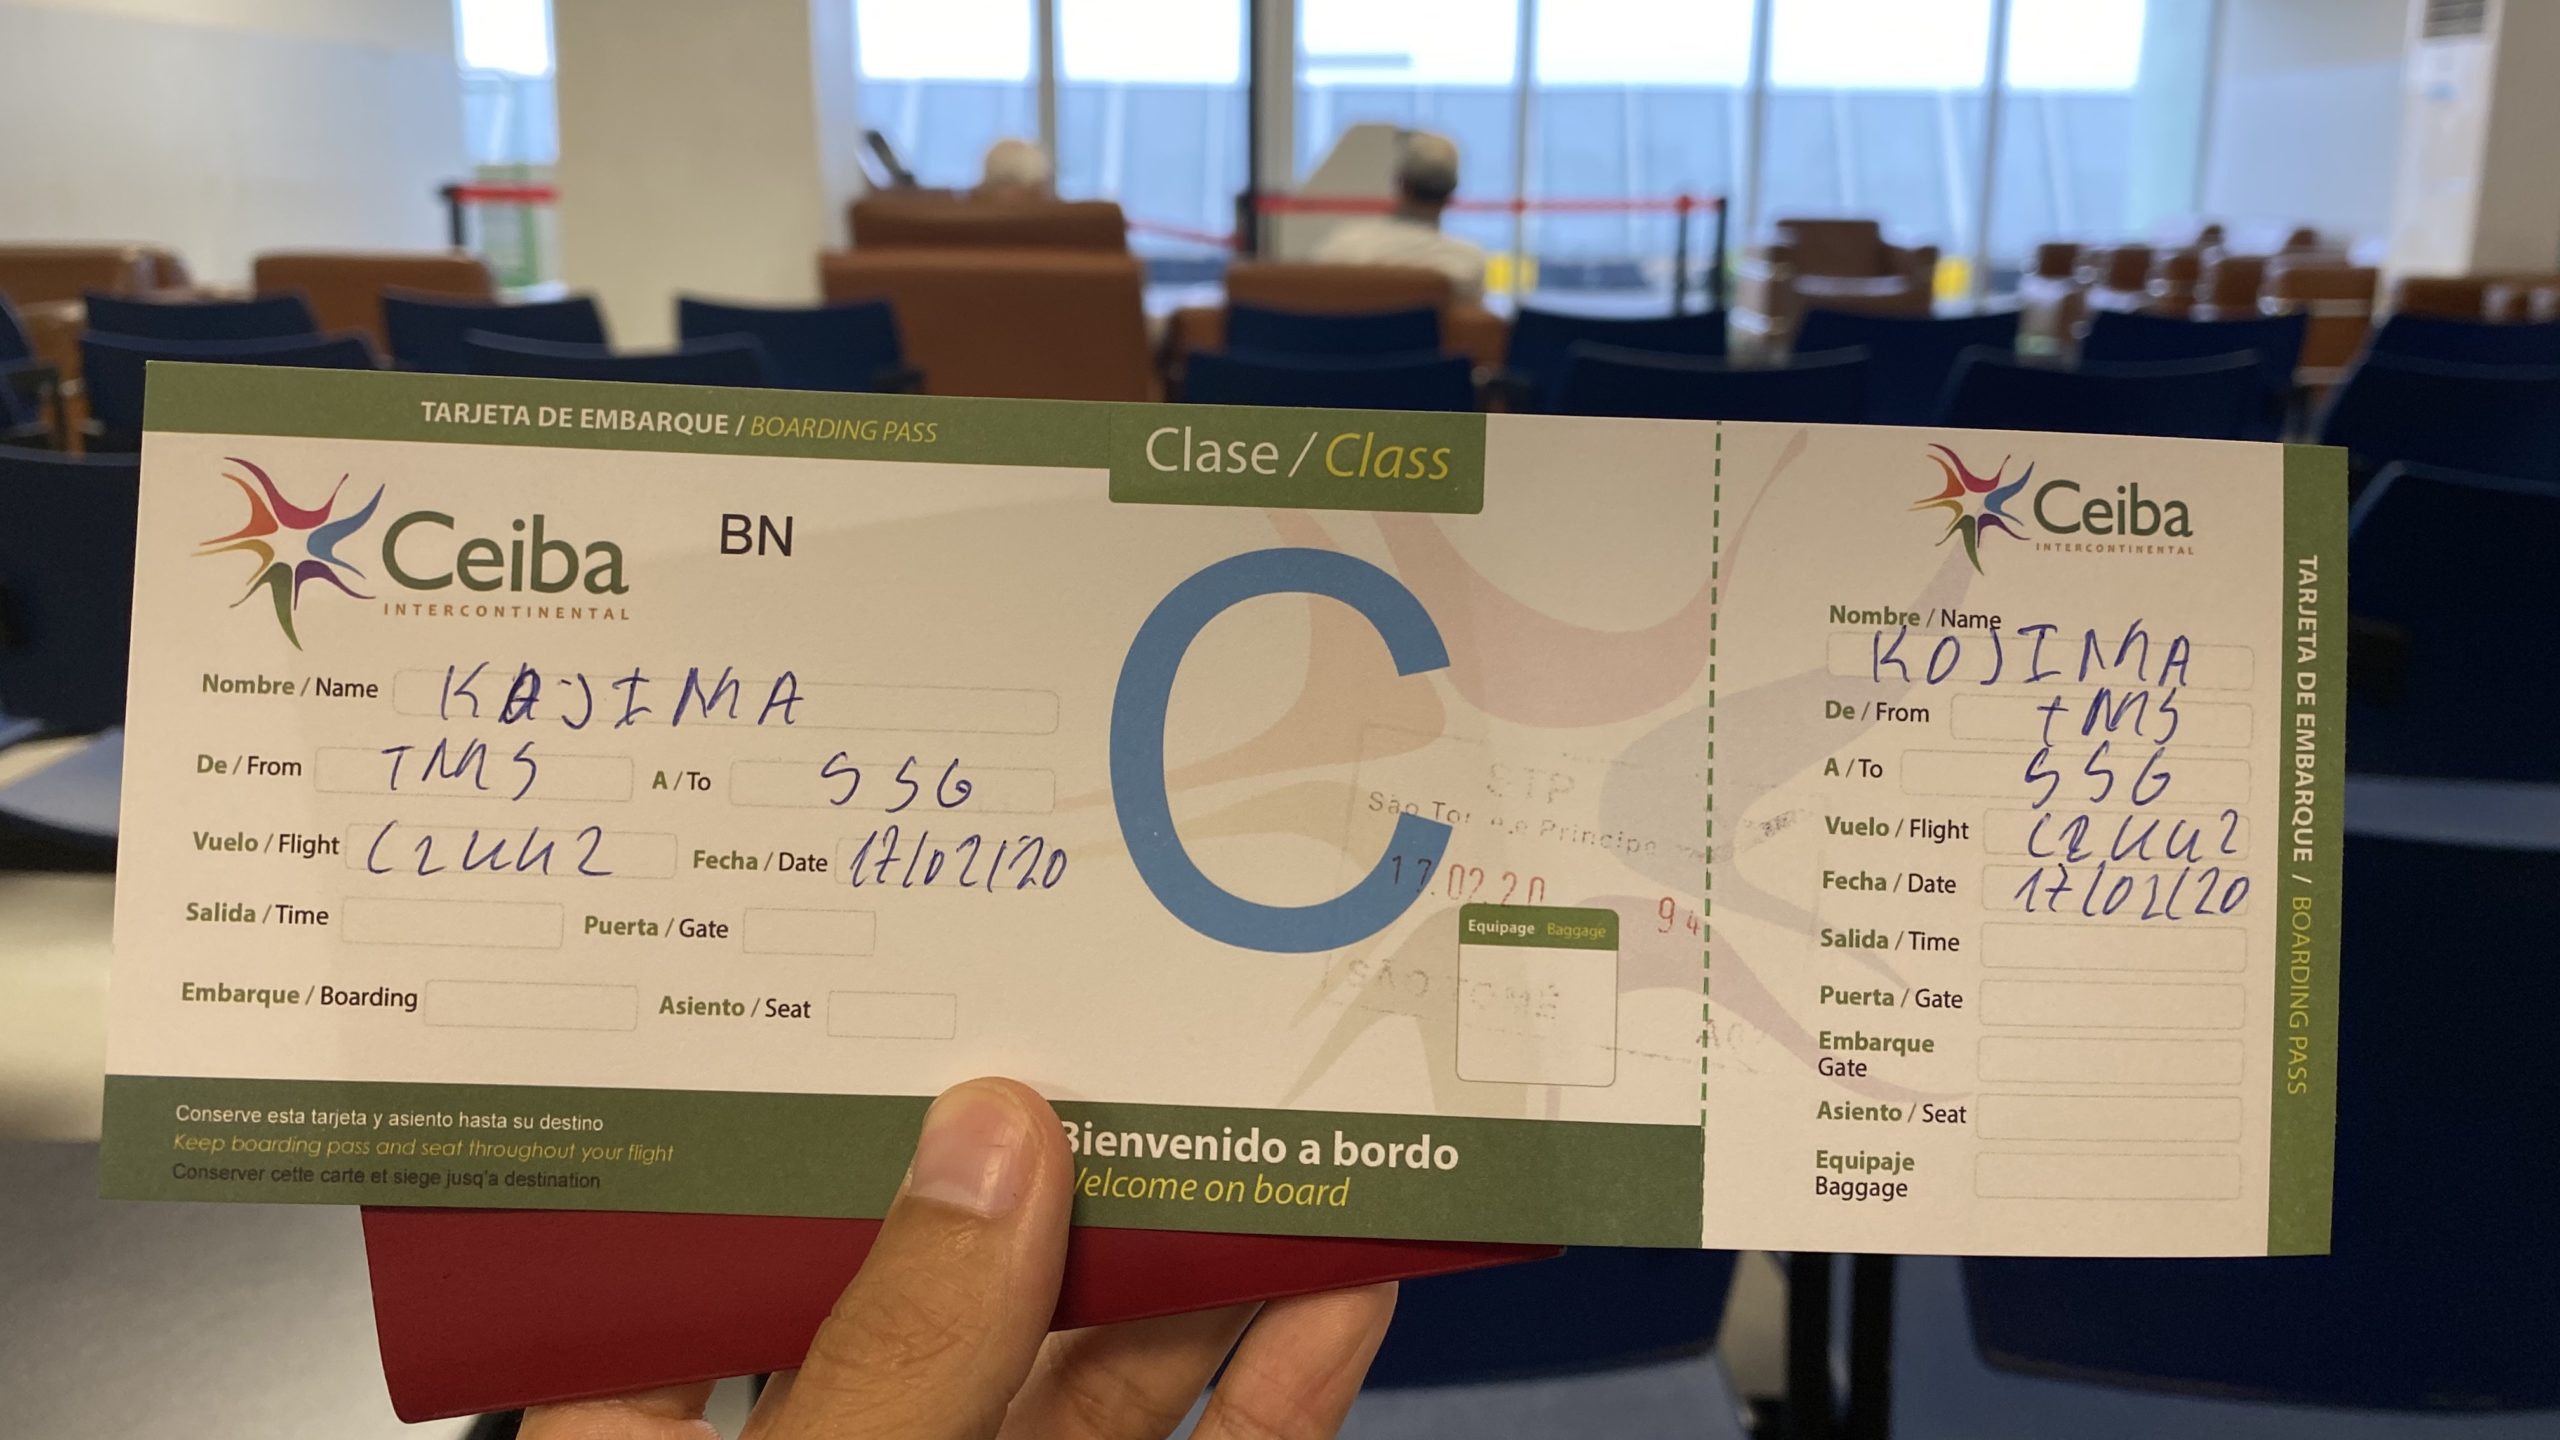 TARJETA DE EMBARQUE / BOARDING PASS
Clase / Class
Ceiba
INTERCONTINENTAL
BN
C
Nombre / Name KOJIMA
De / From TMS A / To SSG
Vuelo / Flight C2442 Fecha / Date 17/02/20
Salida / Time Puerta / Gate
Embarque / Boarding Asiento / Seat
STP
São Tomé e Principe
17.02.20 94
SÃO TOMÉ
Equipage Baggage
Conserve esta tarjeta y asiento hasta su destino
Keep boarding pass and seat throughout your flight
Conserver cette carte et siege jusq'a destination
Bienvenido a bordo
Welcome on board
Ceiba
INTERCONTINENTAL
Nombre / Name
KOJIMA
De / From TMS
A / To SSG
Vuelo / Flight C2442
Fecha / Date 17/02/20
Salida / Time
Puerta / Gate
Embarque
Gate
Asiento / Seat
Equipaje
Baggage
TARJETA DE EMBARQUE / BOARDING PASS